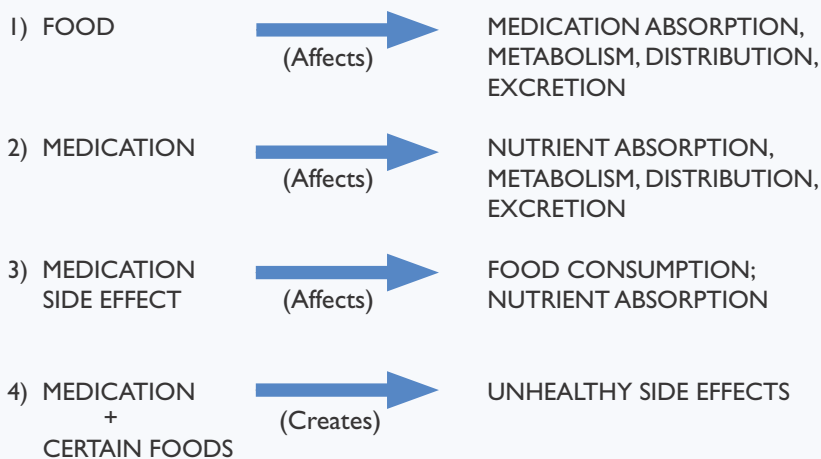 1) FOOD
(Affects)
MEDICATION ABSORPTION,
METABOLISM, DISTRIBUTION,
EXCRETION
2) MEDICATION
(Affects)
NUTRIENT ABSORPTION,
METABOLISM, DISTRIBUTION,
EXCRETION
3) MEDICATION
SIDE EFFECT
(Affects)
FOOD CONSUMPTION;
NUTRIENT ABSORPTION
4) MEDICATION
+
CERTAIN FOODS
(Creates)
UNHEALTHY SIDE EFFECTS